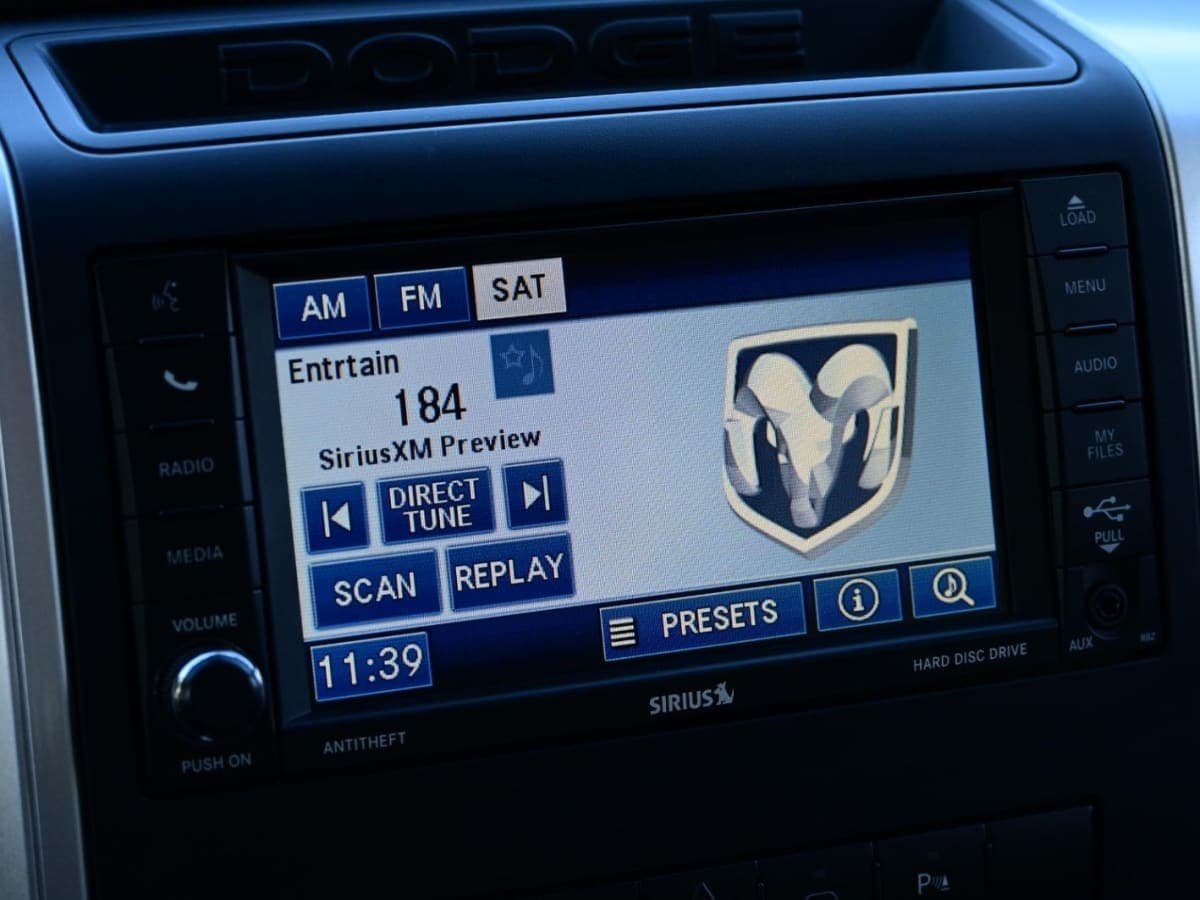 DODGE
LOAD
MENU
AUDIO
MY
FILES
PULL
AUX
RBZ
RADIO
MEDIA
VOLUME
PUSH ON
AM FM SAT
Entrtain
184
SiriusXM Preview
DIRECT
TUNE
SCAN REPLAY
PRESETS
11:39
SIRIUS
HARD DISC DRIVE
ANTITHEFT
P